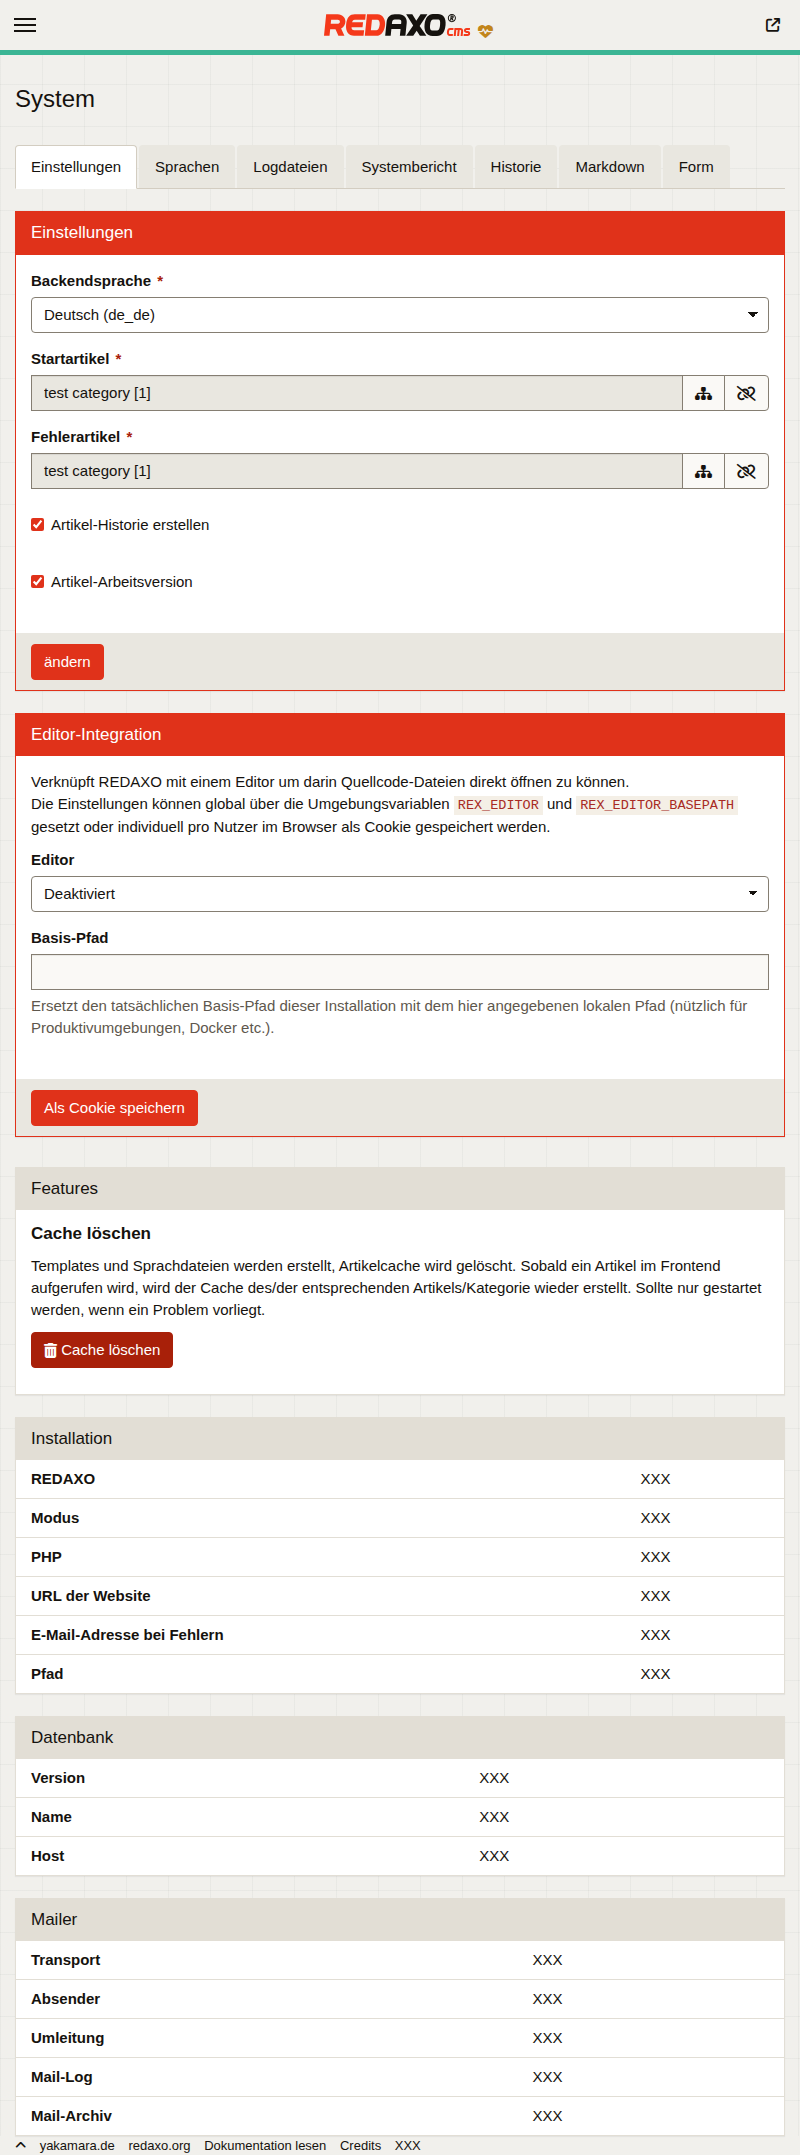 REDAXO® cms
System
Einstellungen Sprachen Logdateien Systembericht Historie Markdown Form
Einstellungen
Backendsprache *
Deutsch (de_de)
Startartikel *
test category [1]
Fehlerartikel *
test category [1]
Artikel-Historie erstellen
Artikel-Arbeitsversion
ändern
Editor-Integration
Verknüpft REDAXO mit einem Editor um darin Quellcode-Dateien direkt öffnen zu können.
Die Einstellungen können global über die Umgebungsvariablen REX_EDITOR und REX_EDITOR_BASEPATH
gesetzt oder individuell pro Nutzer im Browser als Cookie gespeichert werden.
Editor
Deaktiviert
Basis-Pfad
Ersetzt den tatsächlichen Basis-Pfad dieser Installation mit dem hier angegebenen lokalen Pfad (nützlich für
Produktivumgebungen, Docker etc.).
Als Cookie speichern
Features
Cache löschen
Templates und Sprachdateien werden erstellt, Artikelcache wird gelöscht. Sobald ein Artikel im Frontend
aufgerufen wird, wird der Cache des/der entsprechenden Artikels/Kategorie wieder erstellt. Sollte nur gestartet
werden, wenn ein Problem vorliegt.
Cache löschen
Installation
REDAXO XXX
Modus XXX
PHP XXX
URL der Website XXX
E-Mail-Adresse bei Fehlern XXX
Pfad XXX
Datenbank
Version XXX
Name XXX
Host XXX
Mailer
Transport XXX
Absender XXX
Umleitung XXX
Mail-Log XXX
Mail-Archiv XXX
yakamara.de redaxo.org Dokumentation lesen Credits XXX